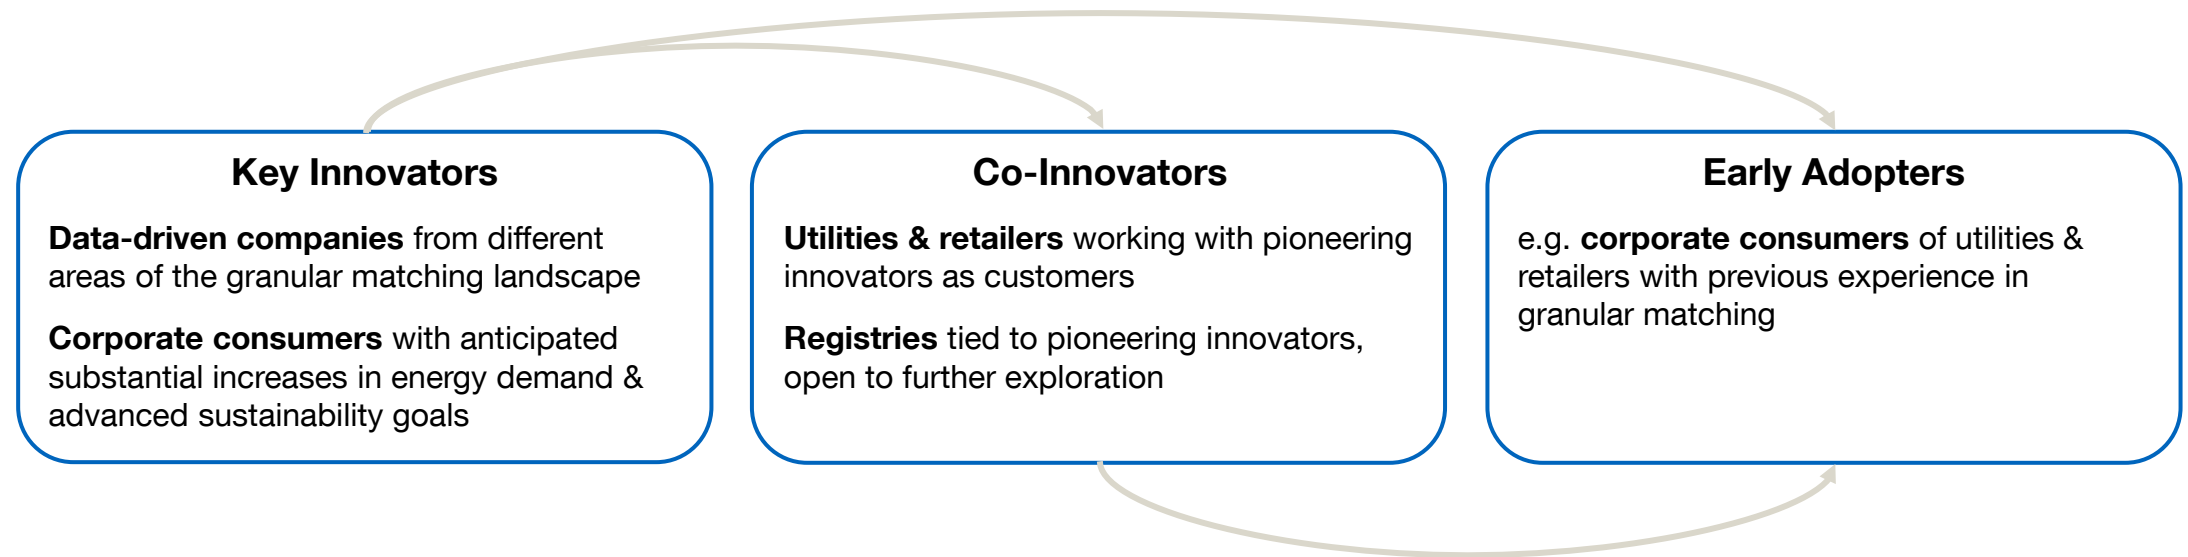 Key Innovators
Data-driven companies from different
areas of the granular matching landscape
Corporate consumers with anticipated
substantial increases in energy demand &
advanced sustainability goals
Co-Innovators
Utilities & retailers working with pioneering
innovators as customers
Registries tied to pioneering innovators,
open to further exploration
Early Adopters
e.g. corporate consumers of utilities &
retailers with previous experience in
granular matching